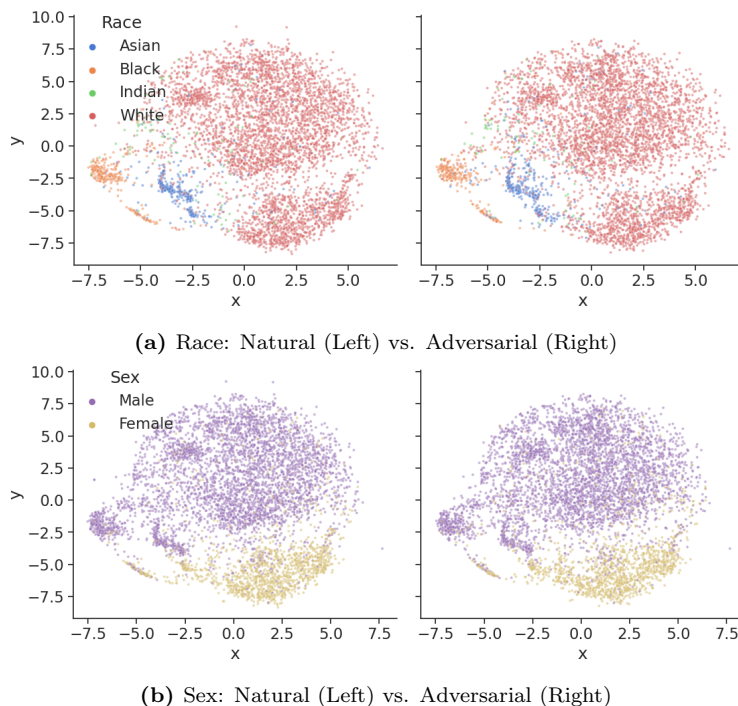 Race
Asian
Black
Indian
White
10.0
7.5
5.0
2.5
0.0
−2.5
−5.0
−7.5
y
−7.5 −5.0 −2.5 0.0 2.5 5.0
x
−7.5 −5.0 −2.5 0.0 2.5 5.0
x
(a) Race: Natural (Left) vs. Adversarial (Right)
Sex
Male
Female
10.0
7.5
5.0
2.5
0.0
−2.5
−5.0
−7.5
y
−7.5 −5.0 −2.5 0.0 2.5 5.0 7.5
x
−7.5 −5.0 −2.5 0.0 2.5 5.0 7.5
x
(b) Sex: Natural (Left) vs. Adversarial (Right)